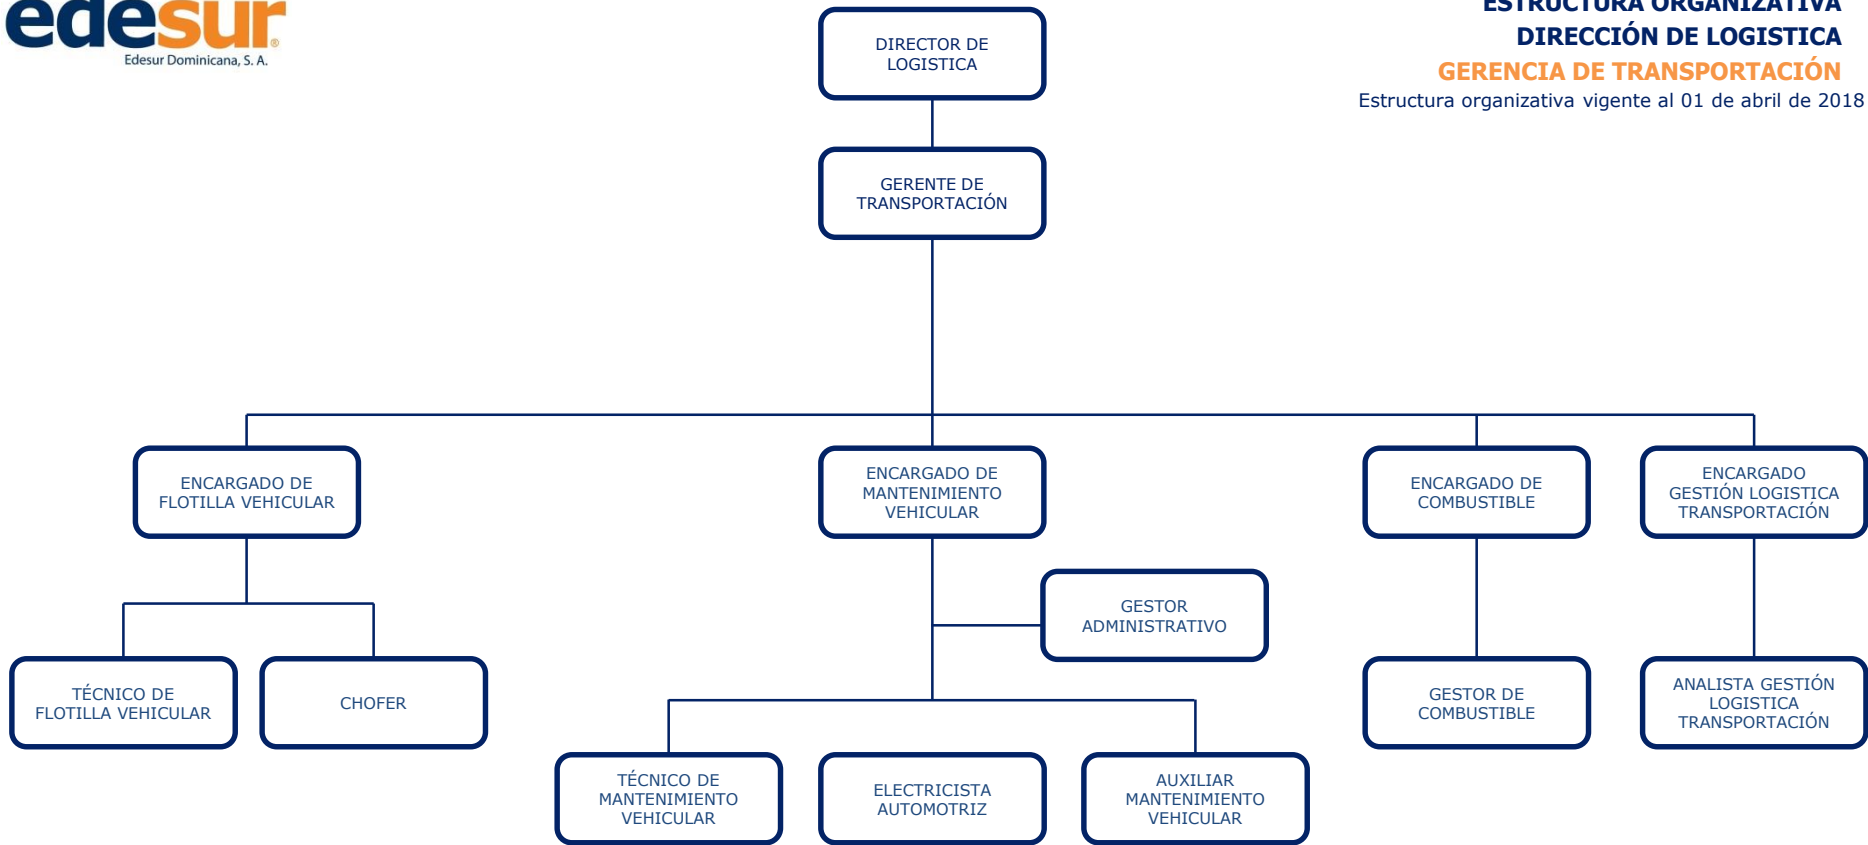 edesur
Edesur Dominicana, S. A.
ESTRUCTURA ORGANIZATIVA
DIRECCIÓN DE LOGISTICA
GERENCIA DE TRANSPORTACIÓN
Estructura organizativa vigente al 01 de abril de 2018
DIRECTOR DE
LOGISTICA
GERENTE DE
TRANSPORTACIÓN
ENCARGADO DE
FLOTILLA VEHICULAR
ENCARGADO DE
MANTENIMIENTO
VEHICULAR
ENCARGADO DE
COMBUSTIBLE
ENCARGADO
GESTIÓN LOGISTICA
TRANSPORTACIÓN
GESTOR
ADMINISTRATIVO
TÉCNICO DE
FLOTILLA VEHICULAR
CHOFER
GESTOR DE
COMBUSTIBLE
ANALISTA GESTIÓN
LOGISTICA
TRANSPORTACIÓN
TÉCNICO DE
MANTENIMIENTO
VEHICULAR
ELECTRICISTA
AUTOMOTRIZ
AUXILIAR
MANTENIMIENTO
VEHICULAR